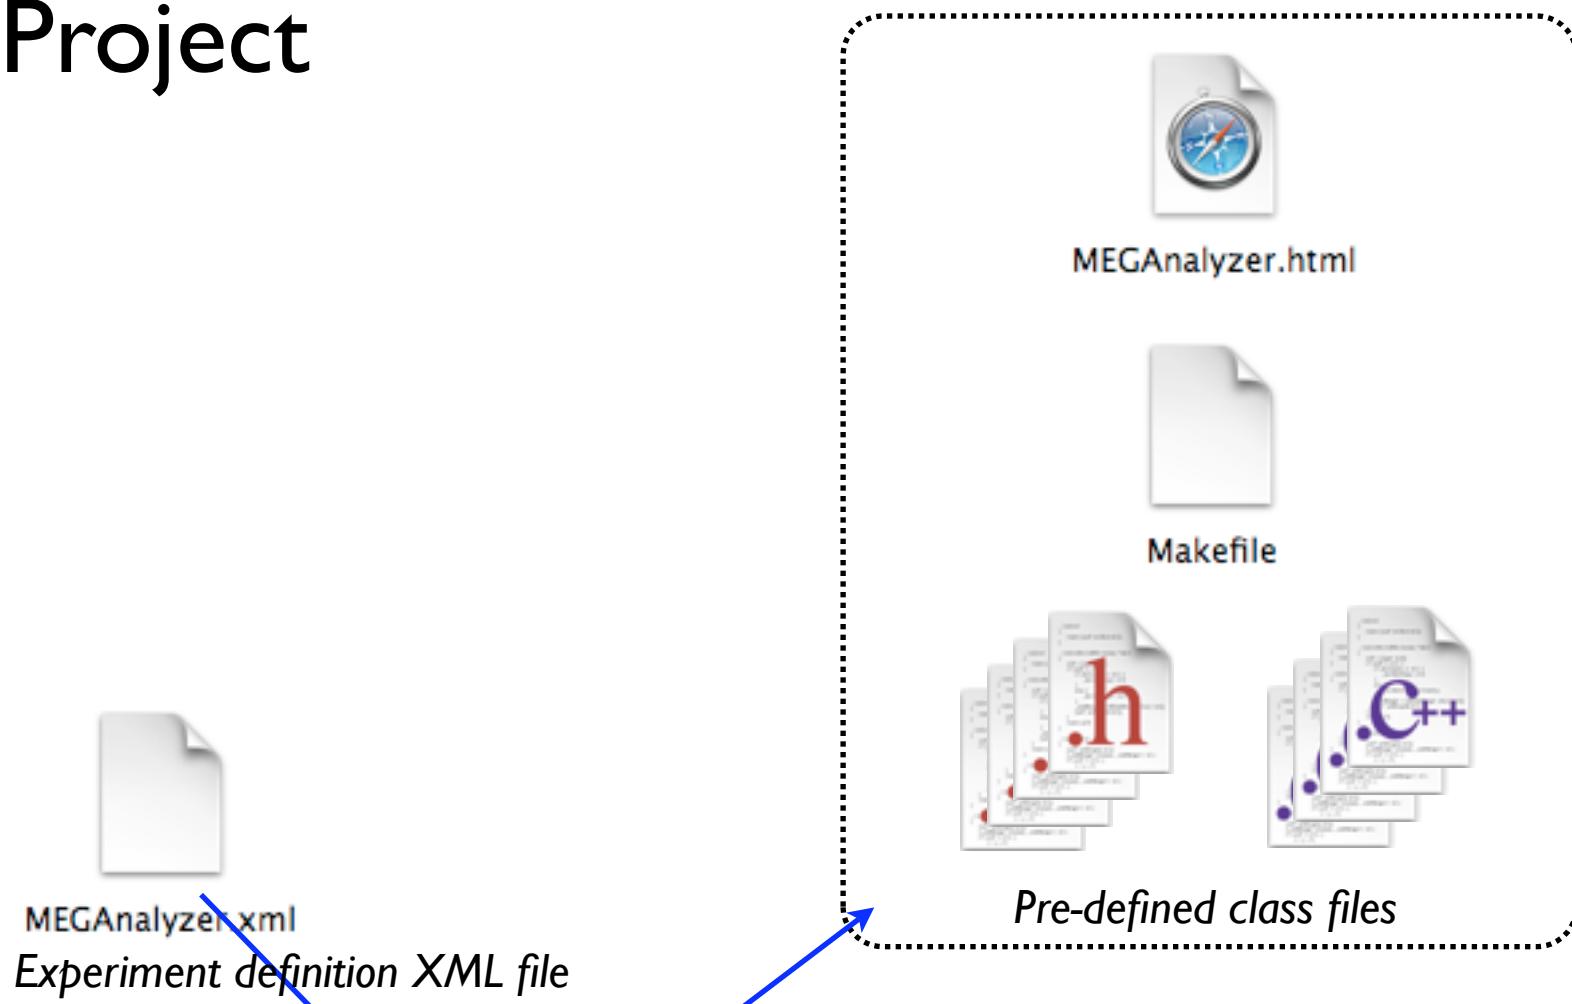 Project
MEGAnalyzer.html
Makefile
.h
.c++
Pre-defined class files
MEGAnalyzer.xml
Experiment definition XML file